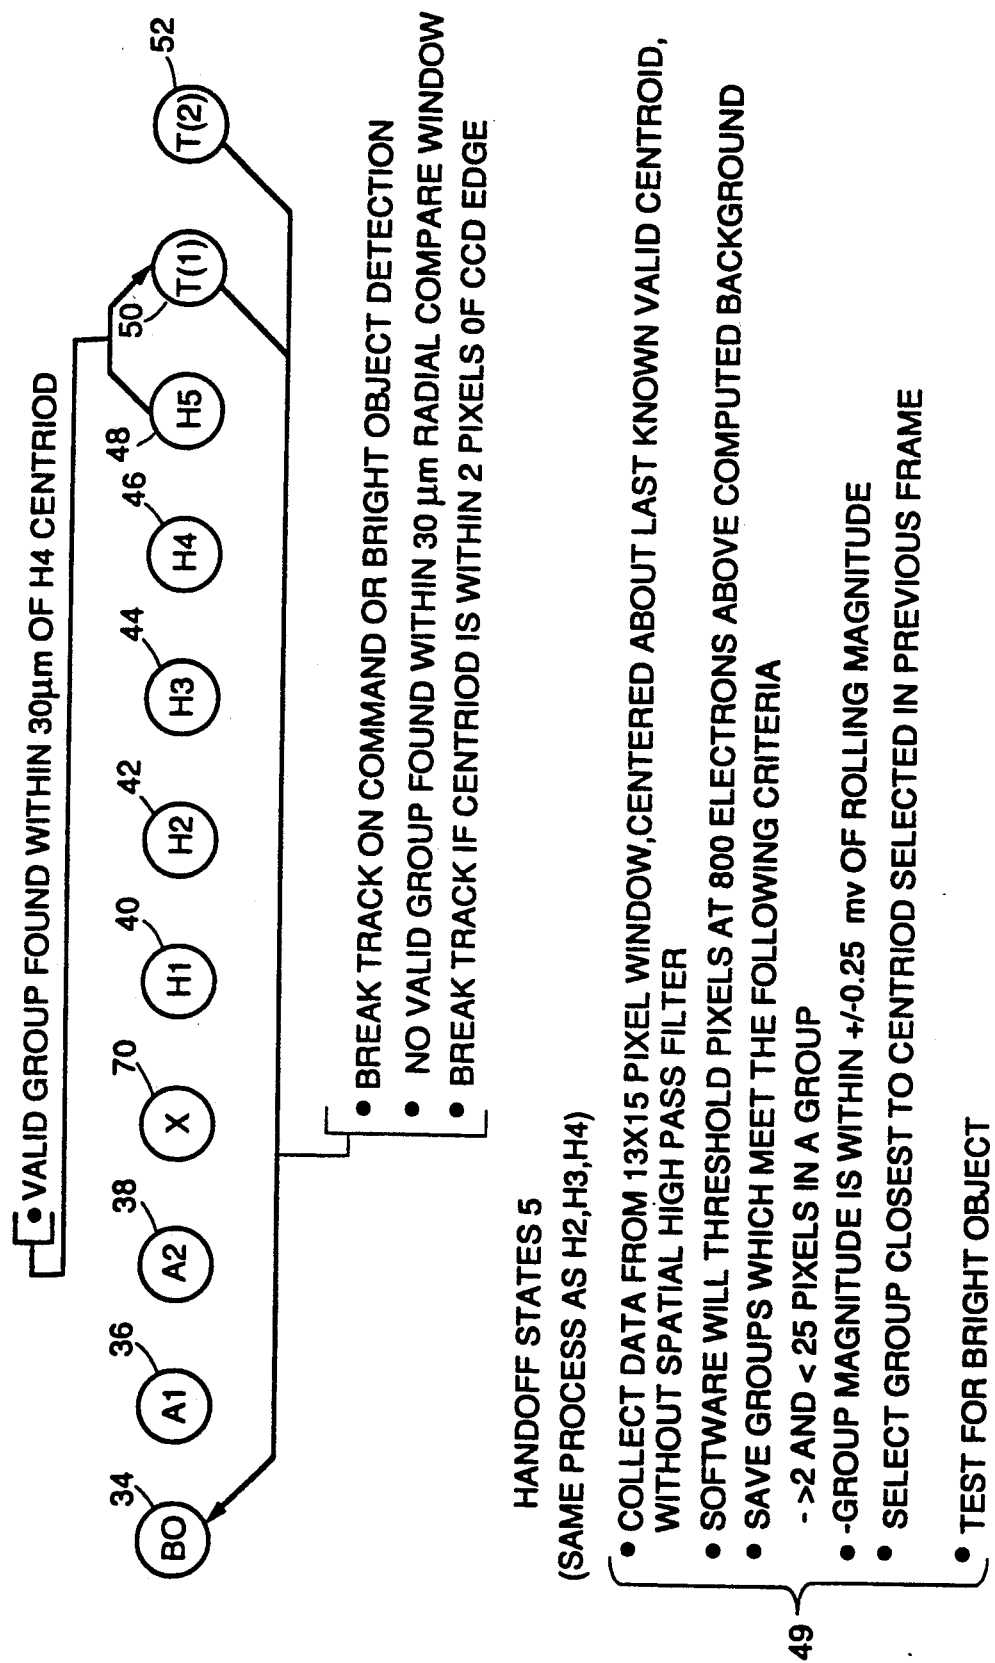 ● VALID GROUP FOUND WITHIN 30µm OF H4 CENTRIOD
34 36 38 70 40 42 44 46 48 50 52
BO A1 A2 X H1 H2 H3 H4 H5 T(1) T(2)
● BREAK TRACK ON COMMAND OR BRIGHT OBJECT DETECTION
● NO VALID GROUP FOUND WITHIN 30 µm RADIAL COMPARE WINDOW
● BREAK TRACK IF CENTRIOD IS WITHIN 2 PIXELS OF CCD EDGE
HANDOFF STATES 5
(SAME PROCESS AS H2,H3,H4)
49
● COLLECT DATA FROM 13X15 PIXEL WINDOW,CENTERED ABOUT LAST KNOWN VALID CENTROID,
WITHOUT SPATIAL HIGH PASS FILTER
● SOFTWARE WILL THRESHOLD PIXELS AT 800 ELECTRONS ABOVE COMPUTED BACKGROUND
● SAVE GROUPS WHICH MEET THE FOLLOWING CRITERIA
- >2 AND < 25 PIXELS IN A GROUP
● -GROUP MAGNITUDE IS WITHIN +/-0.25 mv OF ROLLING MAGNITUDE
● SELECT GROUP CLOSEST TO CENTRIOD SELECTED IN PREVIOUS FRAME
● TEST FOR BRIGHT OBJECT